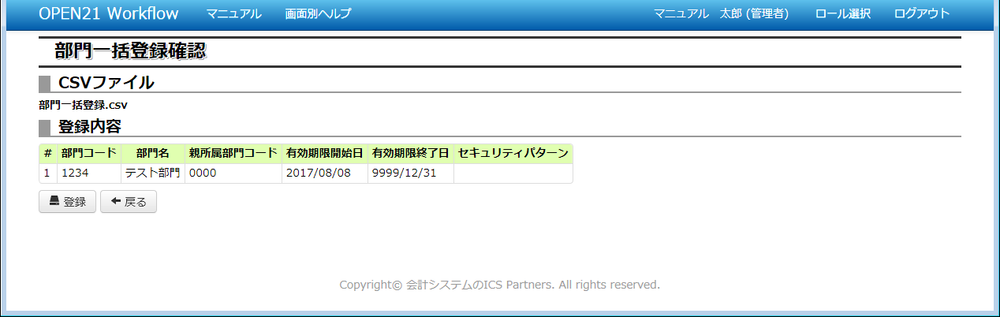 OPEN21 Workflow マニュアル 画面別ヘルプ マニュアル 太郎 (管理者) ロール選択 ログアウト
部門一括登録確認
CSVファイル
部門一括登録.csv
登録内容
# 部門コード 部門名 親所属部門コード 有効期限開始日 有効期限終了日 セキュリティパターン
1 1234 テスト部門 0000 2017/08/08 9999/12/31
登録 戻る
Copyright© 会計システムのICS Partners. All rights reserved.